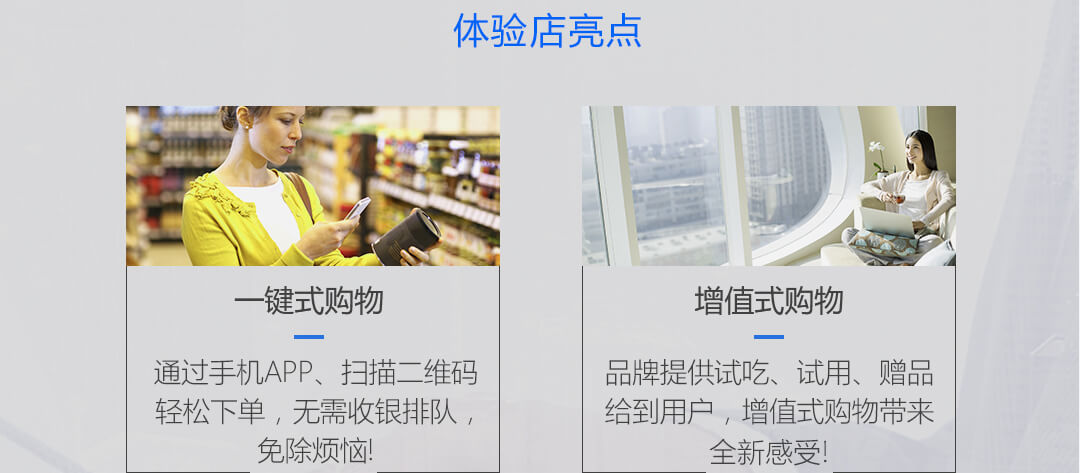 体验店亮点
一键式购物
通过手机APP、扫描二维码
轻松下单，无需收银排队，
免除烦恼!
增值式购物
品牌提供试吃、试用、赠品
给到用户，增值式购物带来
全新感受!